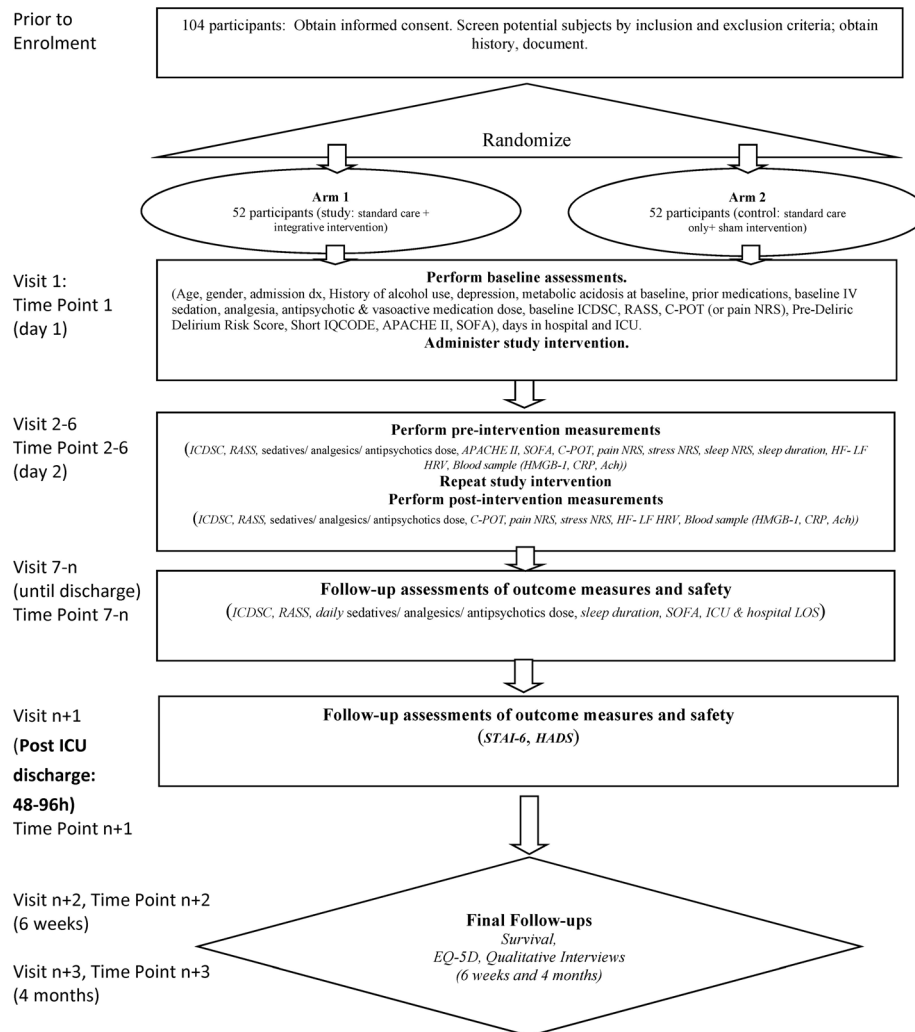 Prior to
Enrolment
104 participants: Obtain informed consent. Screen potential subjects by inclusion and exclusion criteria; obtain
history, document.
Randomize
Arm 1
52 participants (study: standard care +
integrative intervention)
Arm 2
52 participants (control: standard care
only+ sham intervention)
Visit 1:
Time Point 1
(day 1)
Perform baseline assessments.
(Age, gender, admission dx, History of alcohol use, depression, metabolic acidosis at baseline, prior medications, baseline IV
sedation, analgesia, antipsychotic & vasoactive medication dose, baseline ICDSC, RASS, C-POT (or pain NRS), Pre-Deliric
Delirium Risk Score, Short IQCODE, APACHE II, SOFA), days in hospital and ICU.
Administer study intervention.
Visit 2-6
Time Point 2-6
(day 2)
Perform pre-intervention measurements
(ICDSC, RASS, sedatives/ analgesics/ antipsychotics dose, APACHE II, SOFA, C-POT, pain NRS, stress NRS, sleep NRS, sleep duration, HF- LF
HRV, Blood sample (HMGB-1, CRP, Ach))
Repeat study intervention
Perform post-intervention measurements
(ICDSC, RASS, sedatives/ analgesics/ antipsychotics dose, C-POT, pain NRS, stress NRS, HF- LF HRV, Blood sample (HMGB-1, CRP, Ach))
Visit 7-n
(until discharge)
Time Point 7-n
Follow-up assessments of outcome measures and safety
(ICDSC, RASS, daily sedatives/ analgesics/ antipsychotics dose, sleep duration, SOFA, ICU & hospital LOS)
Visit n+1
(Post ICU
discharge:
48-96h)
Time Point n+1
Follow-up assessments of outcome measures and safety
(STAI-6, HADS)
Visit n+2, Time Point n+2
(6 weeks)
Visit n+3, Time Point n+3
(4 months)
Final Follow-ups
Survival,
EQ-5D, Qualitative Interviews
(6 weeks and 4 months)